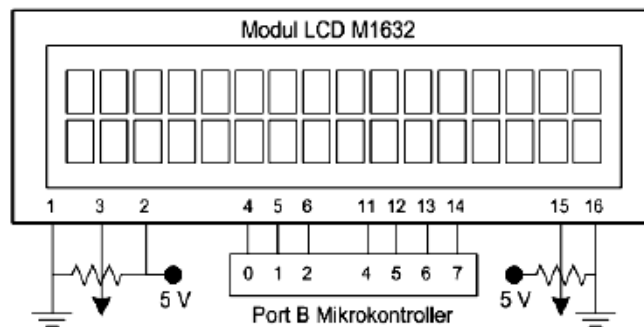 Modul LCD M1632
1 3 2 4 5 6 11 12 13 14 15 16
0 1 2 4 5 6 7
5 V 5 V
Port B Mikrokontroller